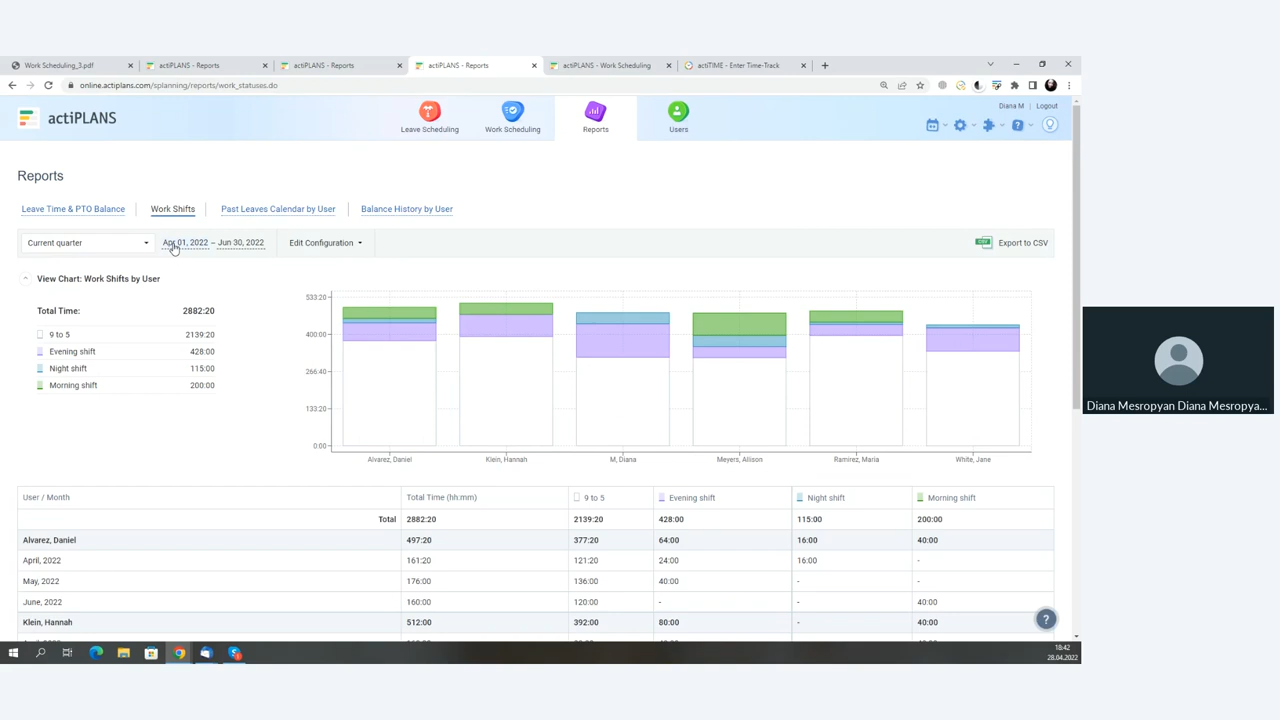 Work Scheduling_3.pdf
actiPLANS - Reports
actiPLANS - Reports
actiPLANS - Reports
actiPLANS - Work Scheduling
actiTIME - Enter Time-Track
online.actiplans.com/splanning/reports/work_statuses.do
actiPLANS
Leave Scheduling
Work Scheduling
Reports
Users
Diana M
Logout
Reports
Leave Time & PTO Balance
Work Shifts
Past Leaves Calendar by User
Balance History by User
Current quarter
Apr 01, 2022 – Jun 30, 2022
Edit Configuration
CSV Export to CSV
View Chart: Work Shifts by User
Total Time: 2882:20
9 to 5 2139:20
Evening shift 428:00
Night shift 115:00
Morning shift 200:00
533:20
400:00
266:40
133:20
0:00
Alvarez, Daniel Klein, Hannah M, Diana Meyers, Allison Ramirez, Maria White, Jane
Diana Mesropyan Diana Mesropya...
User / Month Total Time (hh:mm) 9 to 5 Evening shift Night shift Morning shift
Total 2882:20 2139:20 428:00 115:00 200:00
Alvarez, Daniel 497:20 377:20 64:00 16:00 40:00
April, 2022 161:20 121:20 24:00 16:00 -
May, 2022 176:00 136:00 40:00 - -
June, 2022 160:00 120:00 - - 40:00
Klein, Hannah 512:00 392:00 80:00 - 40:00
?
18:42
28.04.2022